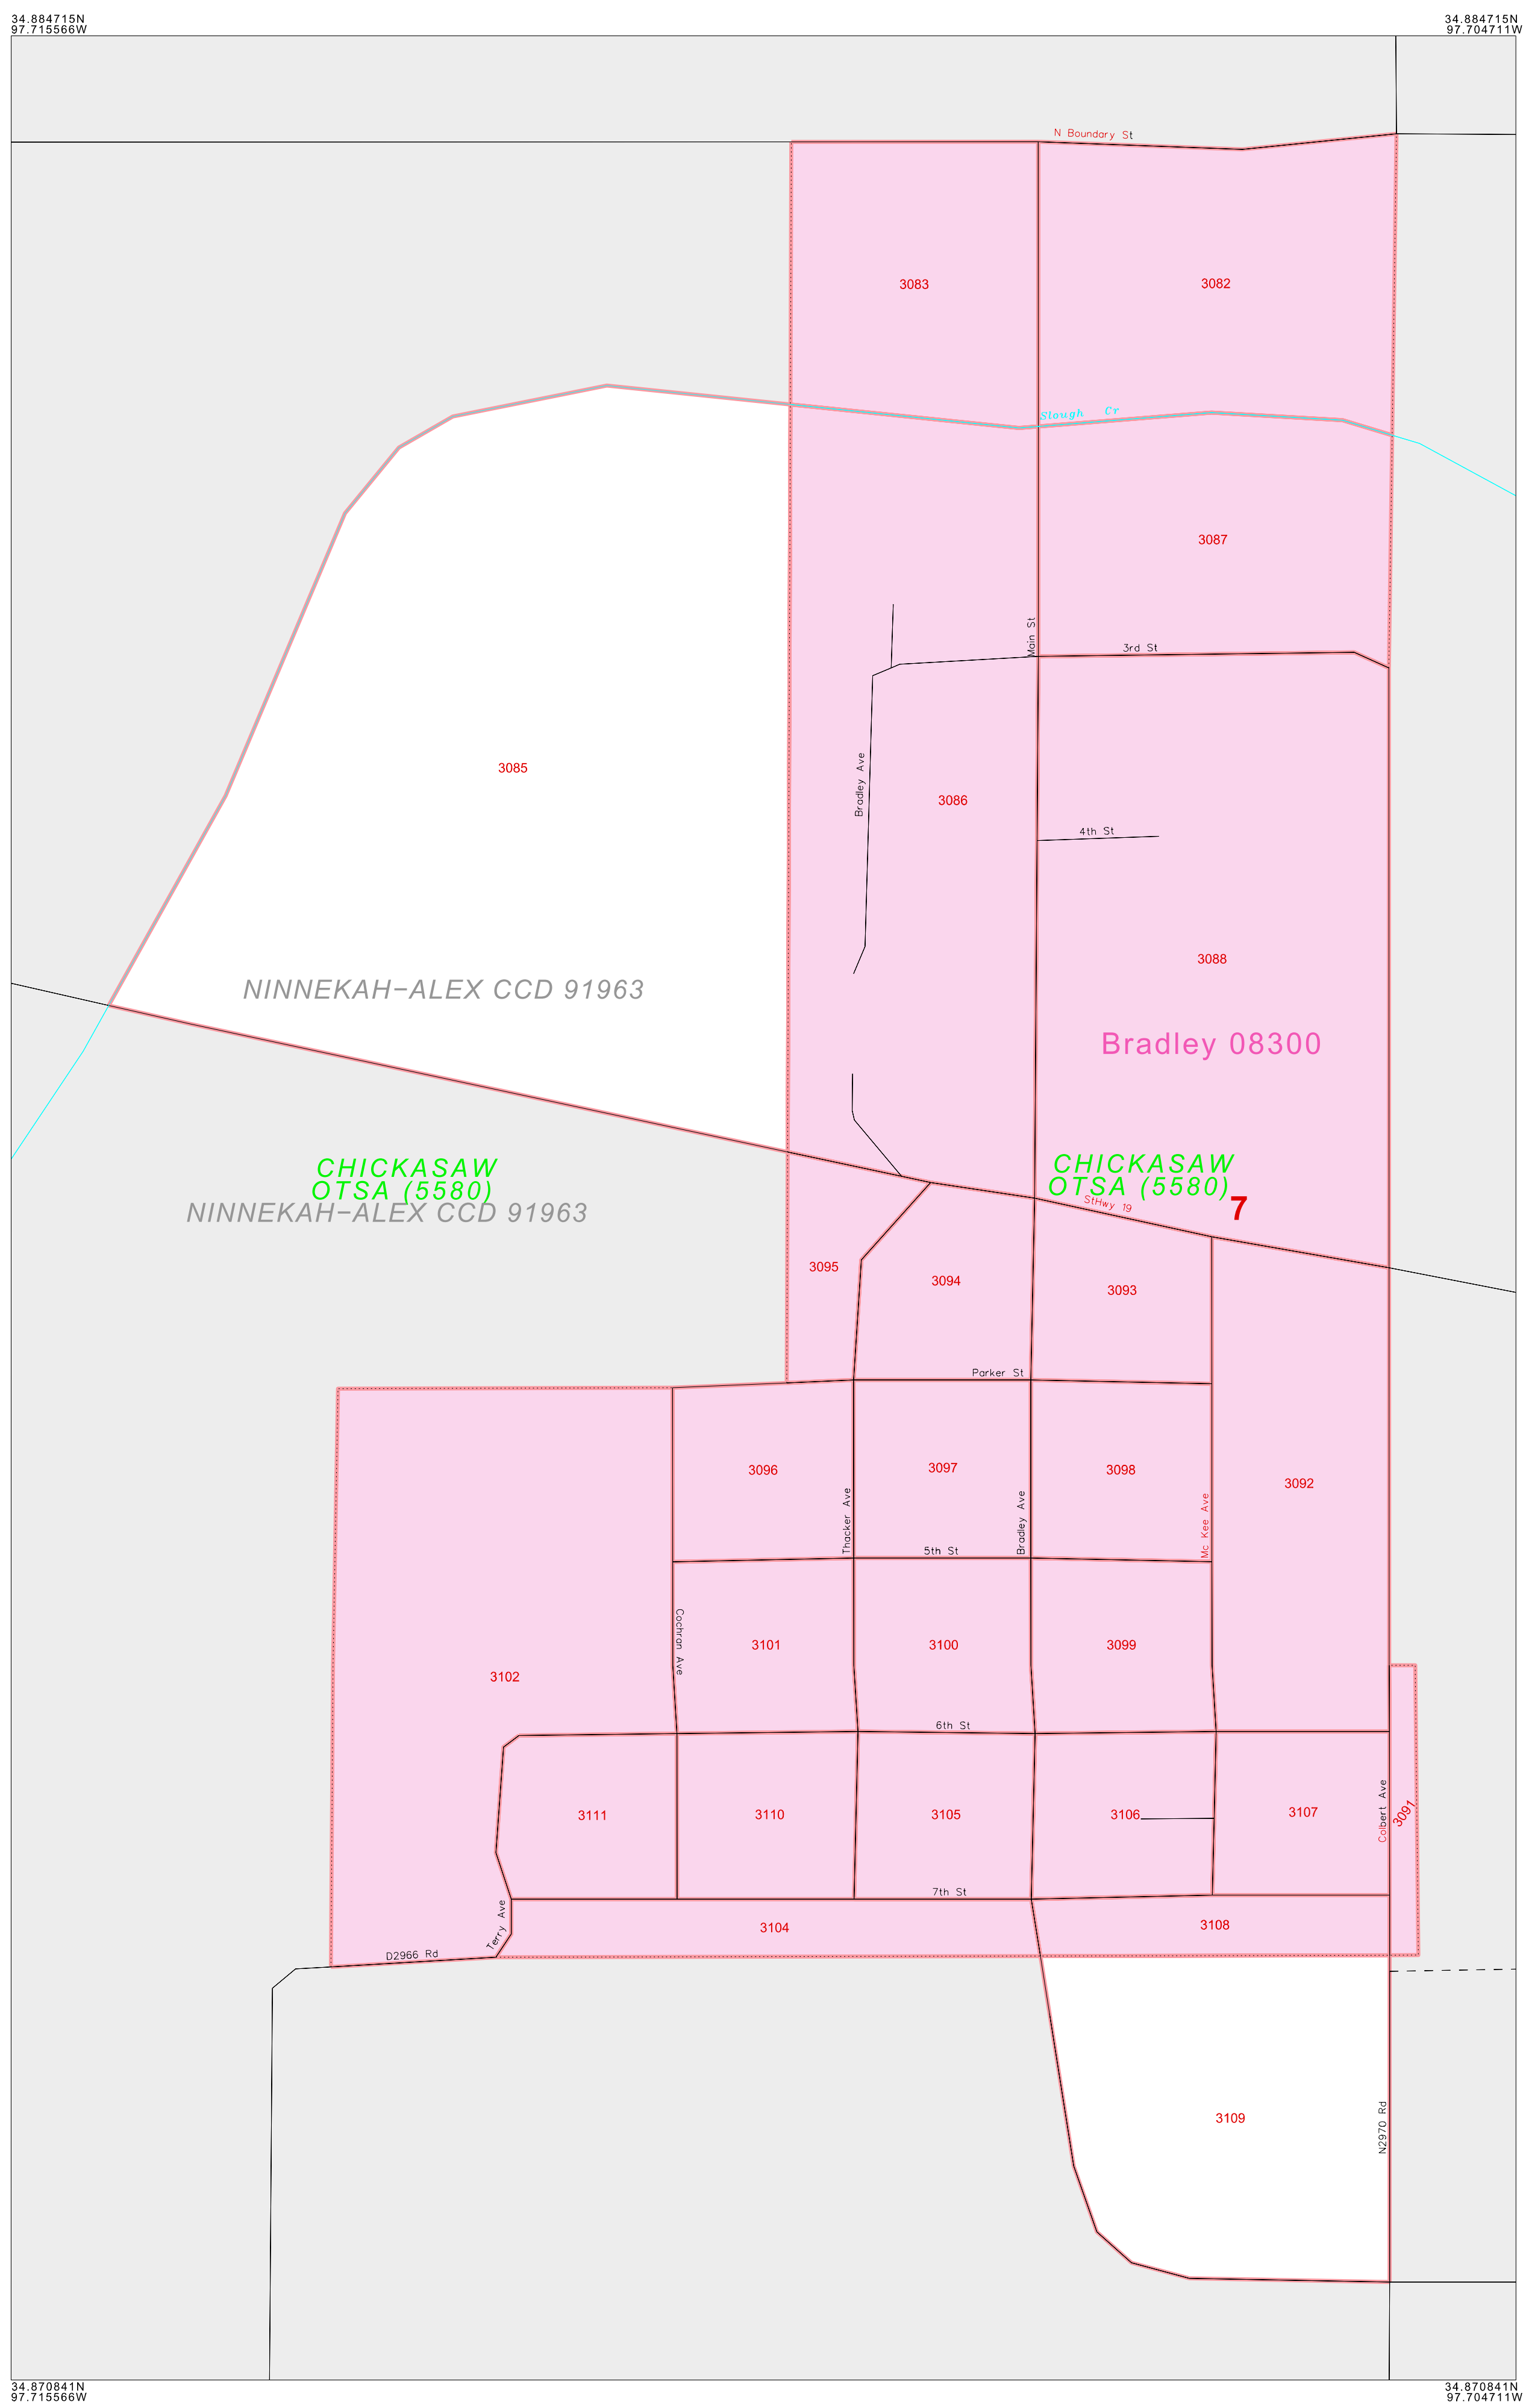 34.884715N
97.715566W
34.884715N
97.704711W
N Boundary St
3083
3082
Slough Cr
3087
Main St
3rd St
3085
Bradley Ave
3086
4th St
3088
NINNEKAH-ALEX CCD 91963
Bradley 08300
CHICKASAW
OTSA (5580)
NINNEKAH-ALEX CCD 91963
CHICKASAW
OTSA (5580)
7
StHwy 19
3095
3094
3093
Parker St
3096
3097
3098
3092
Thacker Ave
Bradley Ave
Mc Kee Ave
5th St
Cochran Ave
3101
3100
3099
3102
6th St
3111
3110
3105
3106
3107
Colbert Ave
3091
7th St
Terry Ave
3104
3108
D2966 Rd
3109
N2970 Rd
34.870841N
97.715566W
34.870841N
97.704711W